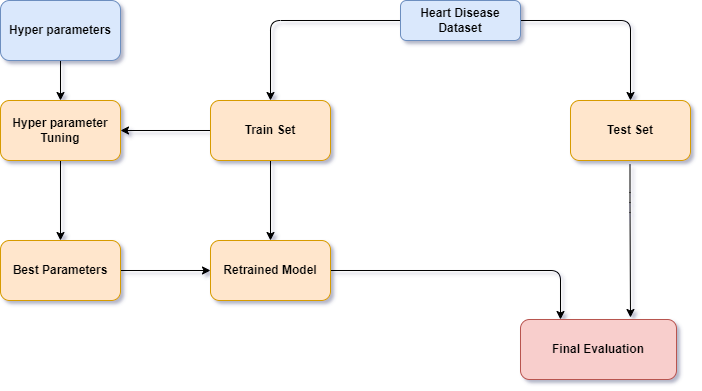 Hyper parameters
Heart Disease
Dataset
Hyper parameter
Tuning
Train Set
Test Set
Best Parameters
Retrained Model
Final Evaluation